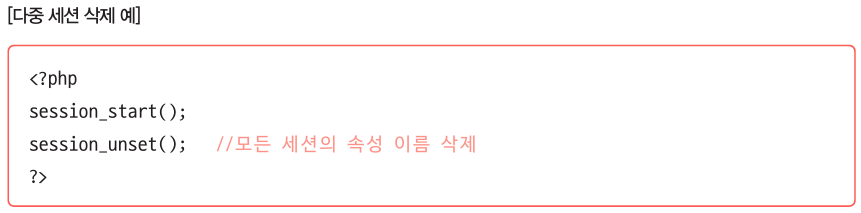 [다중 세션 삭제 예]
<?php
session_start();
session_unset();   //모든 세션의 속성 이름 삭제
?>